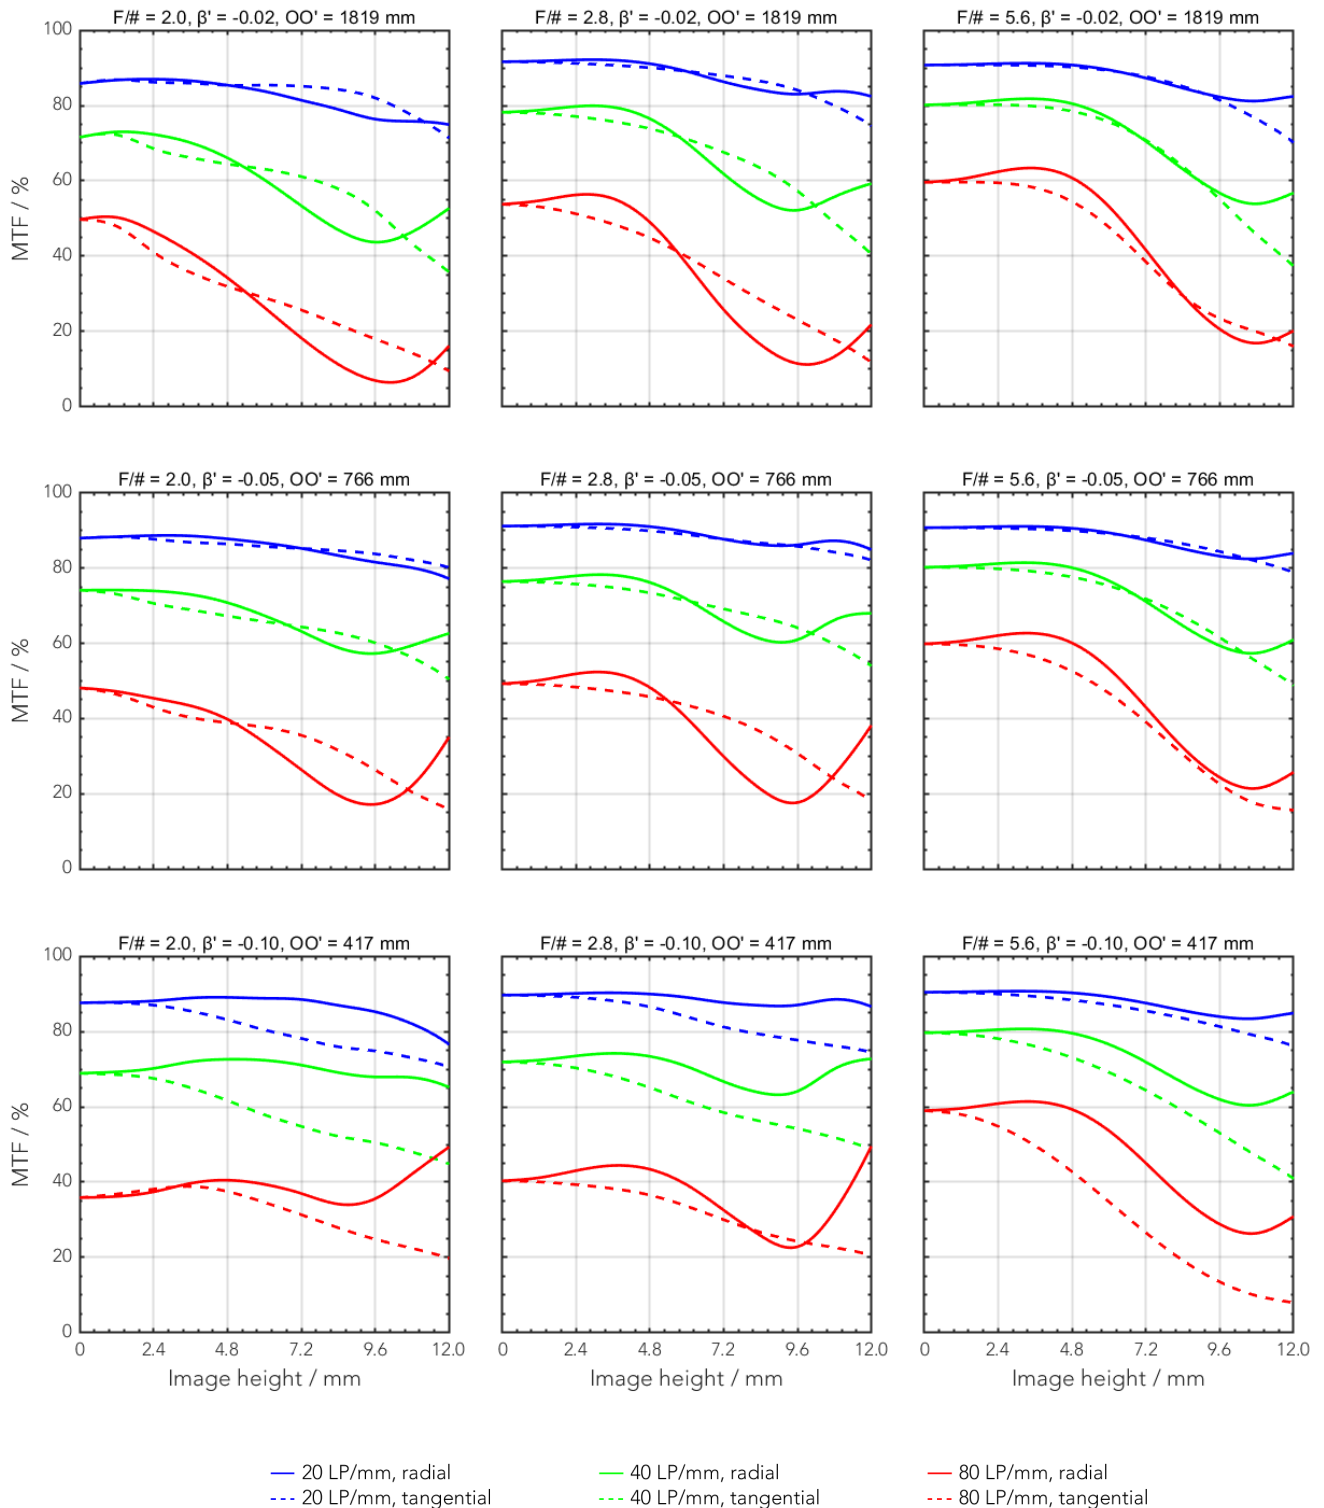 F/# = 2.0, β' = -0.02, OO' = 1819 mm
F/# = 2.8, β' = -0.02, OO' = 1819 mm
F/# = 5.6, β' = -0.02, OO' = 1819 mm
100
80
60
40
20
0
MTF / %
F/# = 2.0, β' = -0.05, OO' = 766 mm
F/# = 2.8, β' = -0.05, OO' = 766 mm
F/# = 5.6, β' = -0.05, OO' = 766 mm
100
80
60
40
20
0
MTF / %
F/# = 2.0, β' = -0.10, OO' = 417 mm
F/# = 2.8, β' = -0.10, OO' = 417 mm
F/# = 5.6, β' = -0.10, OO' = 417 mm
100
80
60
40
20
0
MTF / %
0 2.4 4.8 7.2 9.6 12.0
0 2.4 4.8 7.2 9.6 12.0
0 2.4 4.8 7.2 9.6 12.0
Image height / mm
Image height / mm
Image height / mm
20 LP/mm, radial
40 LP/mm, radial
80 LP/mm, radial
20 LP/mm, tangential
40 LP/mm, tangential
80 LP/mm, tangential